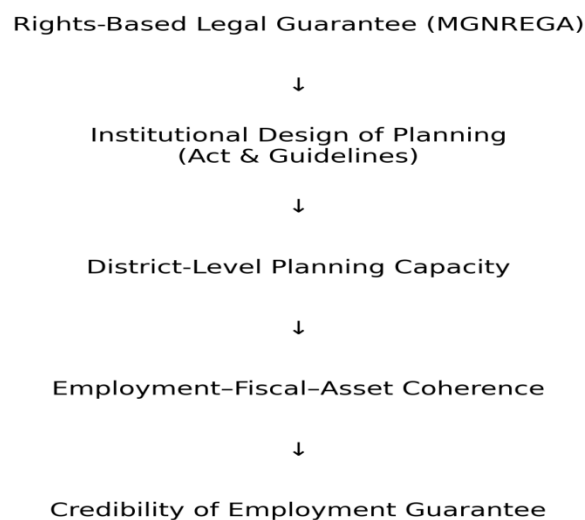 Rights-Based Legal Guarantee (MGNREGA)
↓
Institutional Design of Planning
(Act & Guidelines)
↓
District-Level Planning Capacity
↓
Employment–Fiscal–Asset Coherence
↓
Credibility of Employment Guarantee